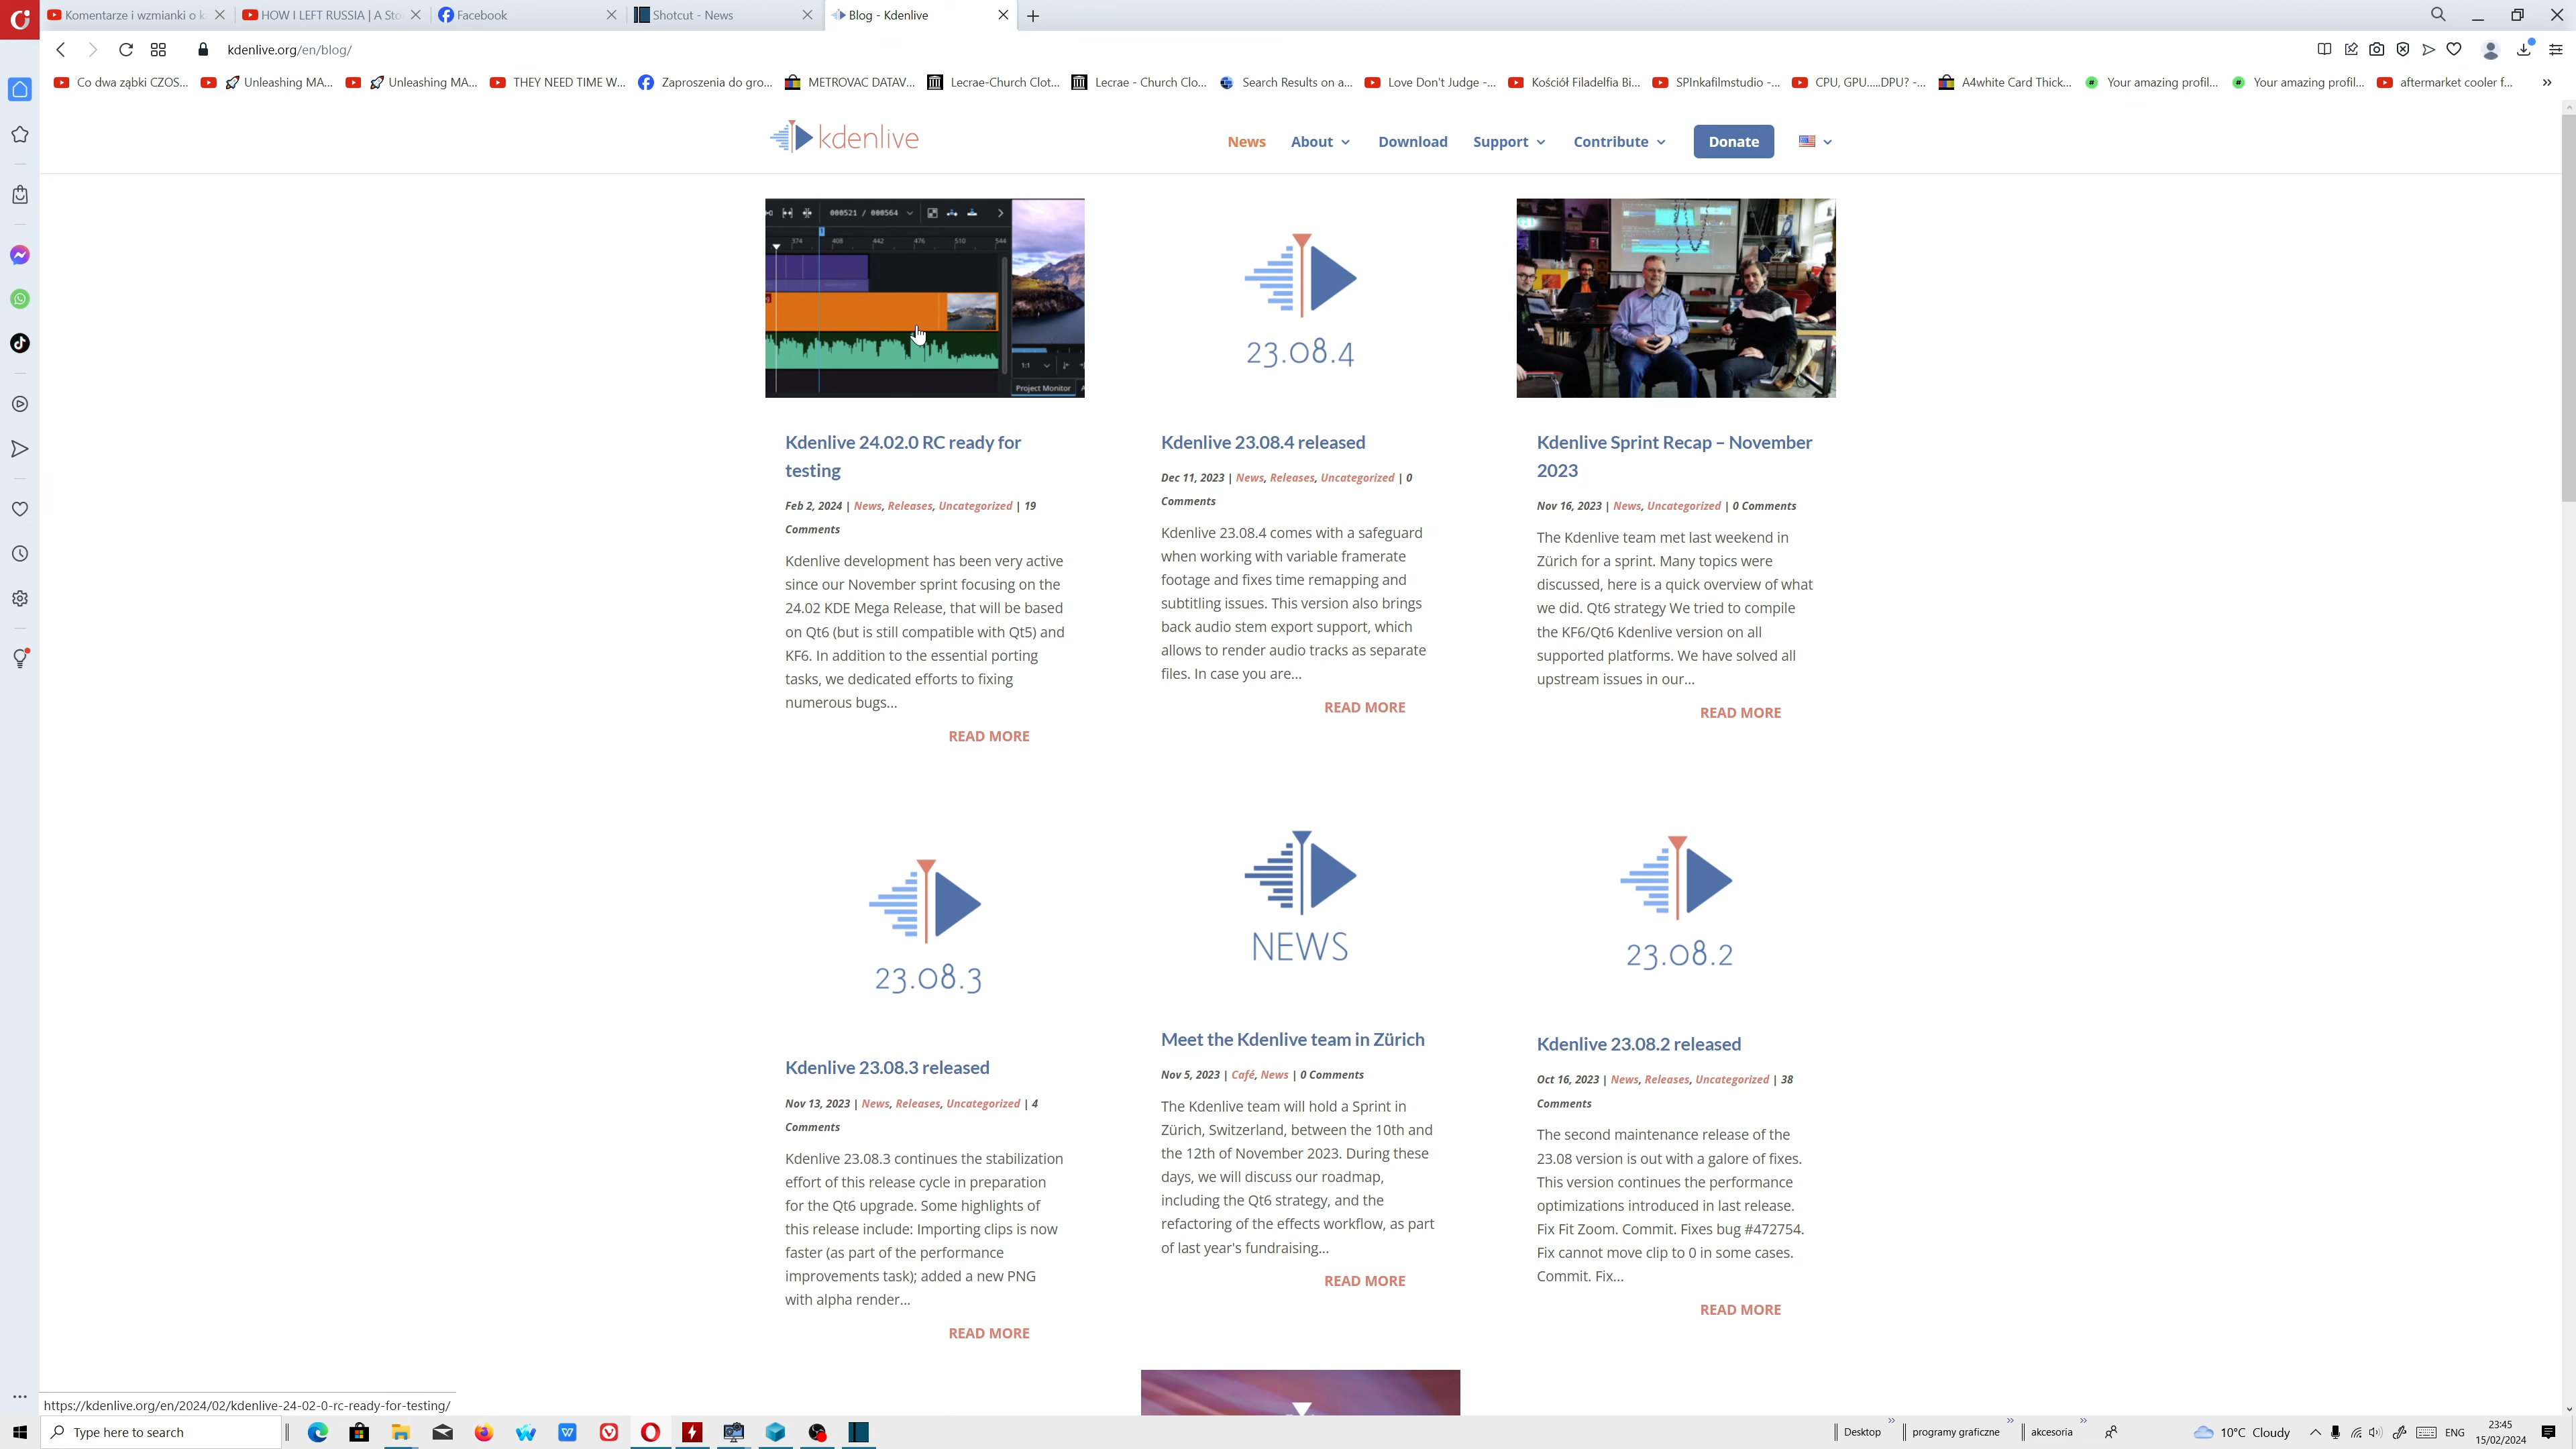 Komentarze i wzmianki o k
HOW I LEFT RUSSIA | A Sto
Facebook
Shotcut - News
Blog - Kdenlive
kdenlive.org/en/blog/
Co dwa ząbki CZOS...
Unleashing MA...
Unleashing MA...
THEY NEED TIME W...
Zaproszenia do gro...
METROVAC DATAV...
Lecrae-Church Clot...
Lecrae - Church Clo...
Search Results on a...
Love Don't Judge -...
Kościół Filadelfia Bi...
SPInkafilmstudio -...
CPU, GPU.....DPU? -...
A4white Card Thick...
Your amazing profil...
Your amazing profil...
aftermarket cooler f...
kdenlive
News
About
Download
Support
Contribute
Donate
000521 / 000564
374 408 442 476 510 544
1:1
Project Monitor
23.08.4
Kdenlive 24.02.0 RC ready for
testing
Feb 2, 2024 | News, Releases, Uncategorized | 19
Comments
Kdenlive development has been very active
since our November sprint focusing on the
24.02 KDE Mega Release, that will be based
on Qt6 (but is still compatible with Qt5) and
KF6. In addition to the essential porting
tasks, we dedicated efforts to fixing
numerous bugs...
READ MORE
Kdenlive 23.08.4 released
Dec 11, 2023 | News, Releases, Uncategorized | 0
Comments
Kdenlive 23.08.4 comes with a safeguard
when working with variable framerate
footage and fixes time remapping and
subtitling issues. This version also brings
back audio stem export support, which
allows to render audio tracks as separate
files. In case you are...
READ MORE
Kdenlive Sprint Recap – November
2023
Nov 16, 2023 | News, Uncategorized | 0 Comments
The Kdenlive team met last weekend in
Zürich for a sprint. Many topics were
discussed, here is a quick overview of what
we did. Qt6 strategy We tried to compile
the KF6/Qt6 Kdenlive version on all
supported platforms. We have solved all
upstream issues in our...
READ MORE
23.08.3
Kdenlive 23.08.3 released
Nov 13, 2023 | News, Releases, Uncategorized | 4
Comments
Kdenlive 23.08.3 continues the stabilization
effort of this release cycle in preparation
for the Qt6 upgrade. Some highlights of
this release include: Importing clips is now
faster (as part of the performance
improvements task); added a new PNG
with alpha render...
READ MORE
NEWS
Meet the Kdenlive team in Zürich
Nov 5, 2023 | Café, News | 0 Comments
The Kdenlive team will hold a Sprint in
Zürich, Switzerland, between the 10th and
the 12th of November 2023. During these
days, we will discuss our roadmap,
including the Qt6 strategy, and the
refactoring of the effects workflow, as part
of last year's fundraising...
READ MORE
23.08.2
Kdenlive 23.08.2 released
Oct 16, 2023 | News, Releases, Uncategorized | 38
Comments
The second maintenance release of the
23.08 version is out with a galore of fixes.
This version continues the performance
optimizations introduced in last release.
Fix Fit Zoom. Commit. Fixes bug #472754.
Fix cannot move clip to 0 in some cases.
Commit. Fix...
READ MORE
https://kdenlive.org/en/2024/02/kdenlive-24-02-0-rc-ready-for-testing/
Type here to search
Desktop
programy graficzne
akcesoria
10°C Cloudy
ENG
23:45
15/02/2024